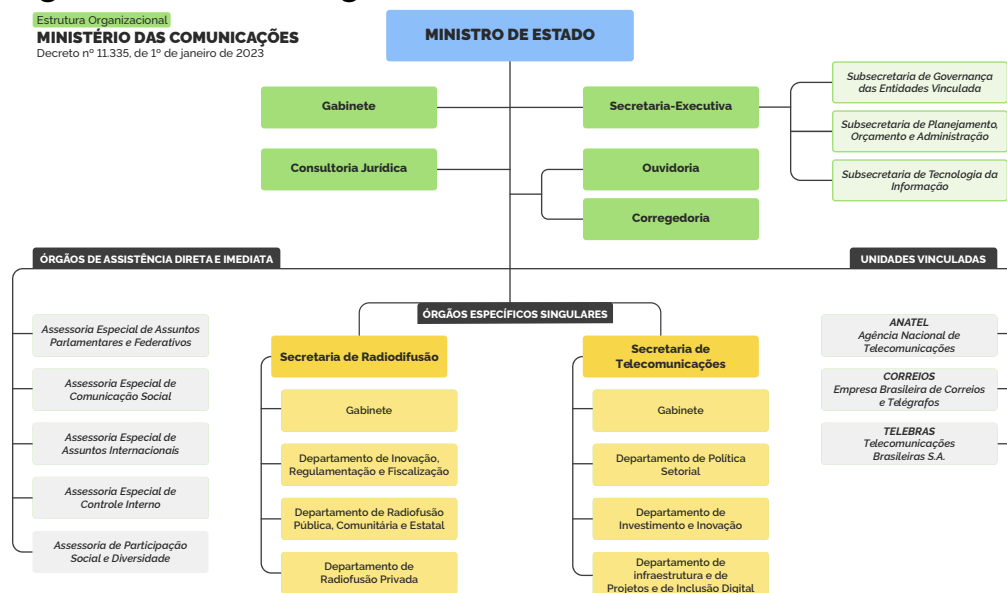 Estrutura Organizacional
MINISTÉRIO DAS COMUNICAÇÕES
Decreto nº 11.335, de 1º de janeiro de 2023
MINISTRO DE ESTADO
Gabinete
Secretaria-Executiva
Subsecretaria de Governança
das Entidades Vinculada
Subsecretaria de Planejamento,
Orçamento e Administração
Subsecretaria de Tecnologia da
Informação
Consultoria Jurídica
Ouvidoria
Corregedoria
ÓRGÃOS DE ASSISTÊNCIA DIRETA E IMEDIATA
UNIDADES VINCULADAS
ÓRGÃOS ESPECÍFICOS SINGULARES
Assessoria Especial de Assuntos
Parlamentares e Federativos
Assessoria Especial de
Comunicação Social
Assessoria Especial de
Assuntos Internacionais
Assessoria Especial de
Controle Interno
Assessoria de Participação
Social e Diversidade
Secretaria de Radiodifusão
Gabinete
Departamento de Inovação,
Regulamentação e Fiscalização
Departamento de Radiofusão
Pública, Comunitária e Estatal
Departamento de
Radiofusão Privada
Secretaria de
Telecomunicações
Gabinete
Departamento de Política
Setorial
Departamento de
Investimento e Inovação
Departamento de
infraestrutura e de
Projetos e de Inclusão Digital
ANATEL
Agência Nacional de
Telecomunicações
CORREIOS
Empresa Brasileira de Correios
e Telégrafos
TELEBRAS
Telecomunicações
Brasileiras S.A.